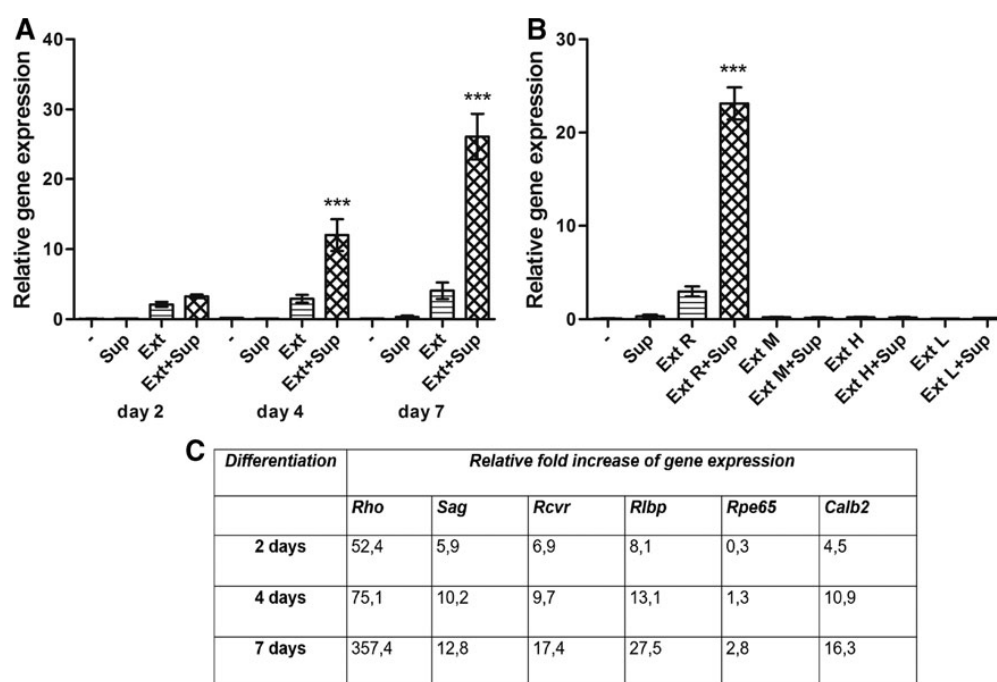 A
Relative gene expression
40
30
20
10
0
***
***
- Sup Ext Ext+Sup - Sup Ext Ext+Sup - Sup Ext Ext+Sup
day 2 day 4 day 7
B
Relative gene expression
30
20
10
0
***
- Sup Ext R Ext R+Sup Ext M Ext M+Sup Ext H Ext H+Sup Ext L Ext L+Sup
C
Differentiation Relative fold increase of gene expression
Rho Sag Rcvr Rlbp Rpe65 Calb2
2 days 52,4 5,9 6,9 8,1 0,3 4,5
4 days 75,1 10,2 9,7 13,1 1,3 10,9
7 days 357,4 12,8 17,4 27,5 2,8 16,3